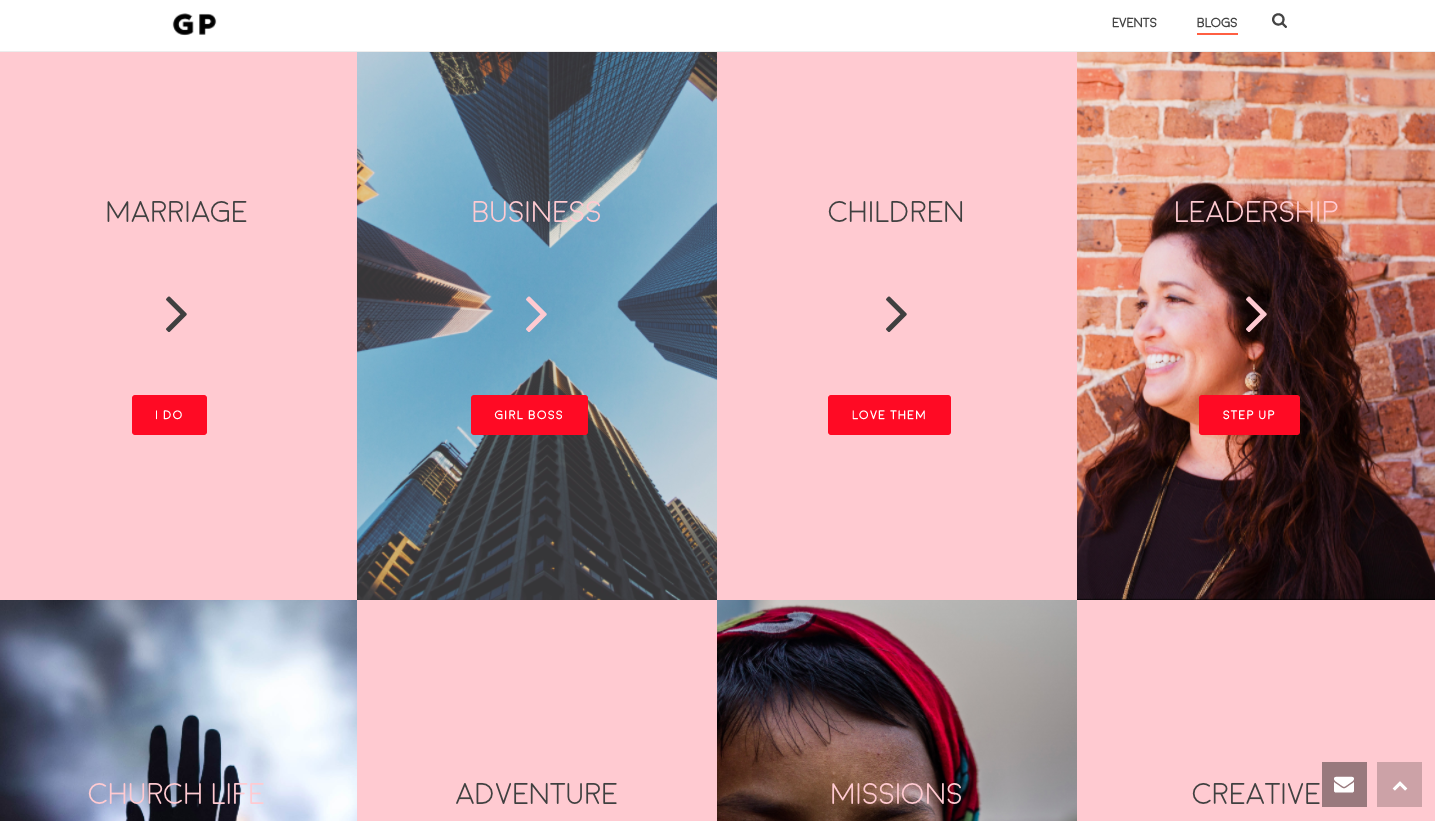 GP
EVENTS
BLOGS
MARRIAGE
BUSINESS
CHILDREN
LEADERSHIP
I DO
GIRL BOSS
LOVE THEM
STEP UP
CHURCH LIFE
ADVENTURE
MISSIONS
CREATIVE